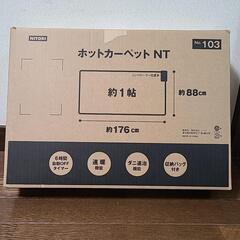 NITORI
No. 103
ホットカーペット NT
約1帖
約88cm
約176cm
6時間
自動OFF
タイマー
速暖
機能
ダニ退治
機能
収納バッグ
付き